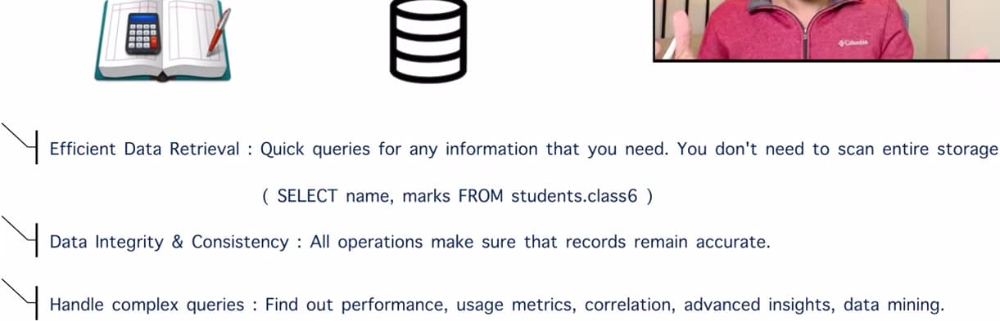 Columbia
Efficient Data Retrieval : Quick queries for any information that you need. You don't need to scan entire storage
( SELECT name, marks FROM students.class6 )
Data Integrity & Consistency : All operations make sure that records remain accurate.
Handle complex queries : Find out performance, usage metrics, correlation, advanced insights, data mining.